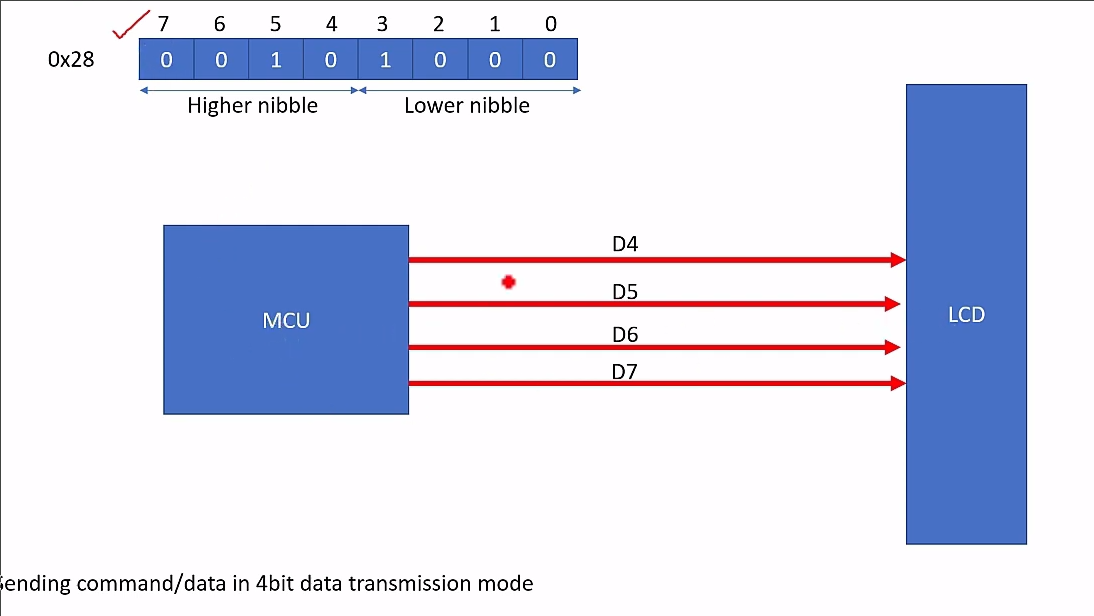 7 6 5 4 3 2 1 0
0x28 0 0 1 0 1 0 0 0
Higher nibble Lower nibble
D4
D5
MCU LCD
D6
D7
Sending command/data in 4bit data transmission mode